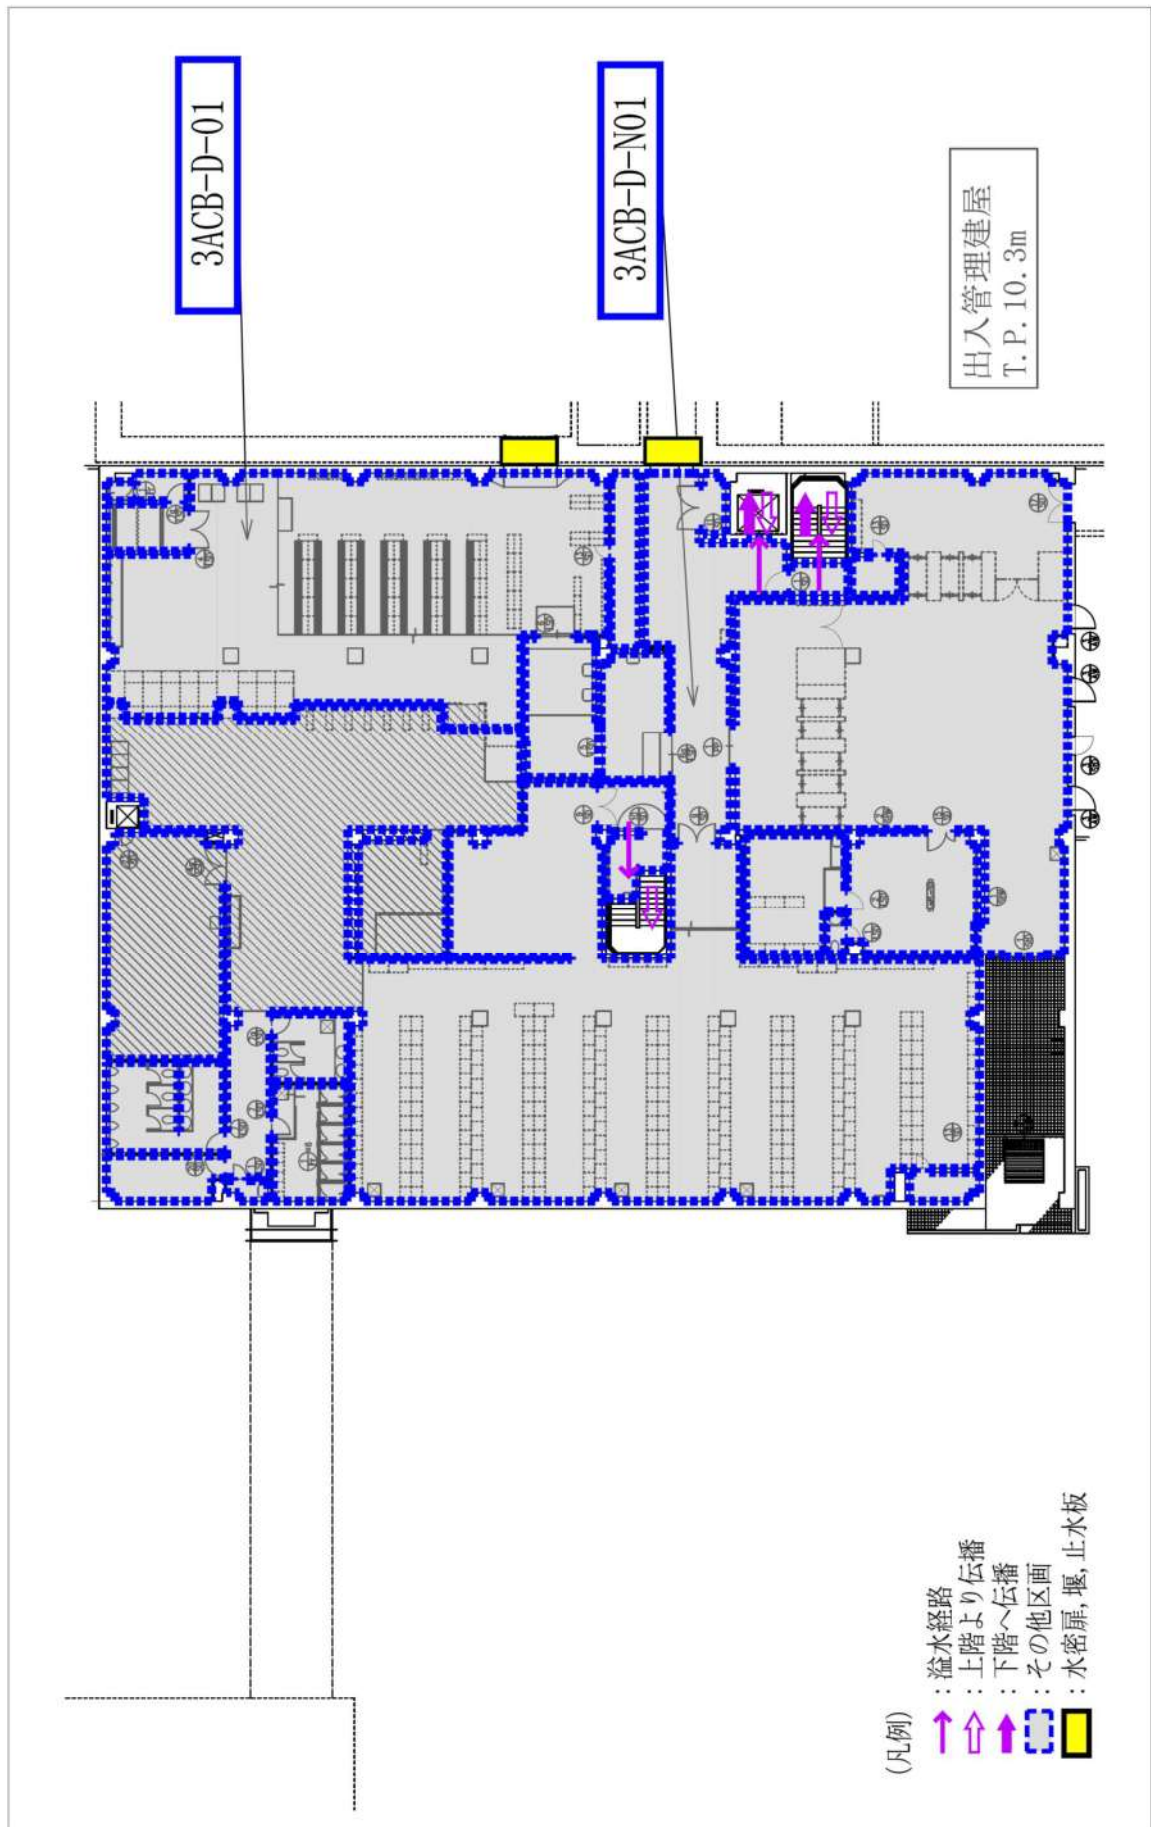 3ACB-D-01
3ACB-D-N01
出入管理建屋
T.P.10.3m
(凡例)
：溢水経路
：上階より伝播
：下階へ伝播
：その他区画
：水密扉，堰，止水板